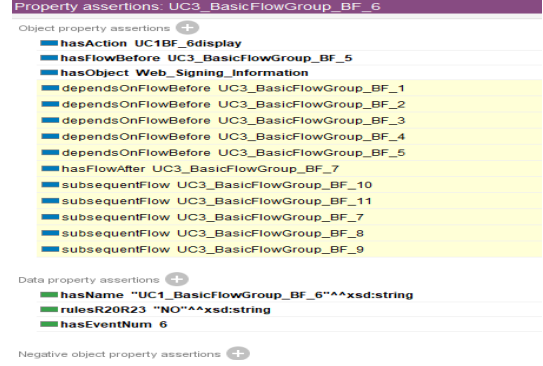 Property assertions: UC3_BasicFlowGroup_BF_6
Object property assertions
hasAction UC1BF_6display
hasFlowBefore UC3_BasicFlowGroup_BF_5
hasObject Web_Signing_Information
dependsOnFlowBefore UC3_BasicFlowGroup_BF_1
dependsOnFlowBefore UC3_BasicFlowGroup_BF_2
dependsOnFlowBefore UC3_BasicFlowGroup_BF_3
dependsOnFlowBefore UC3_BasicFlowGroup_BF_4
dependsOnFlowBefore UC3_BasicFlowGroup_BF_5
hasFlowAfter UC3_BasicFlowGroup_BF_7
subsequentFlow UC3_BasicFlowGroup_BF_10
subsequentFlow UC3_BasicFlowGroup_BF_11
subsequentFlow UC3_BasicFlowGroup_BF_7
subsequentFlow UC3_BasicFlowGroup_BF_8
subsequentFlow UC3_BasicFlowGroup_BF_9
Data property assertions
hasName "UC1_BasicFlowGroup_BF_6"^^xsd:string
rulesR20R23 "NO"^^xsd:string
hasEventNum 6
Negative object property assertions